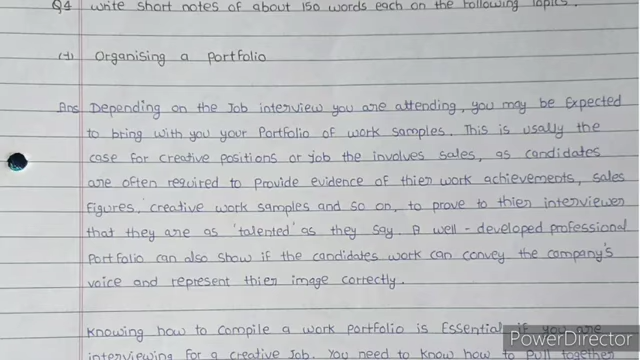 Q4 Write short notes of about 150 words each on the following topics.
(1) Organising a Portfolio
Ans Depending on the Job interview you are attending, you may be Expected
to bring with you your Portfolio of work samples. This is usally the
case for creative positions or job the involves sales, as candidates
are often required to Provide evidence of thier work achievements, sales
figures, creative work samples and so on, to prove to thier interviewer
that they are as 'talented' as they say. A well - developed professional
Portfolio can also show if the candidates work can convey the company's
voice and represent thier image correctly.
Knowing how to compile a work portfolio is Essential if you are
interviewing for a creative Job. You need to know how to Pull together
PowerDirector